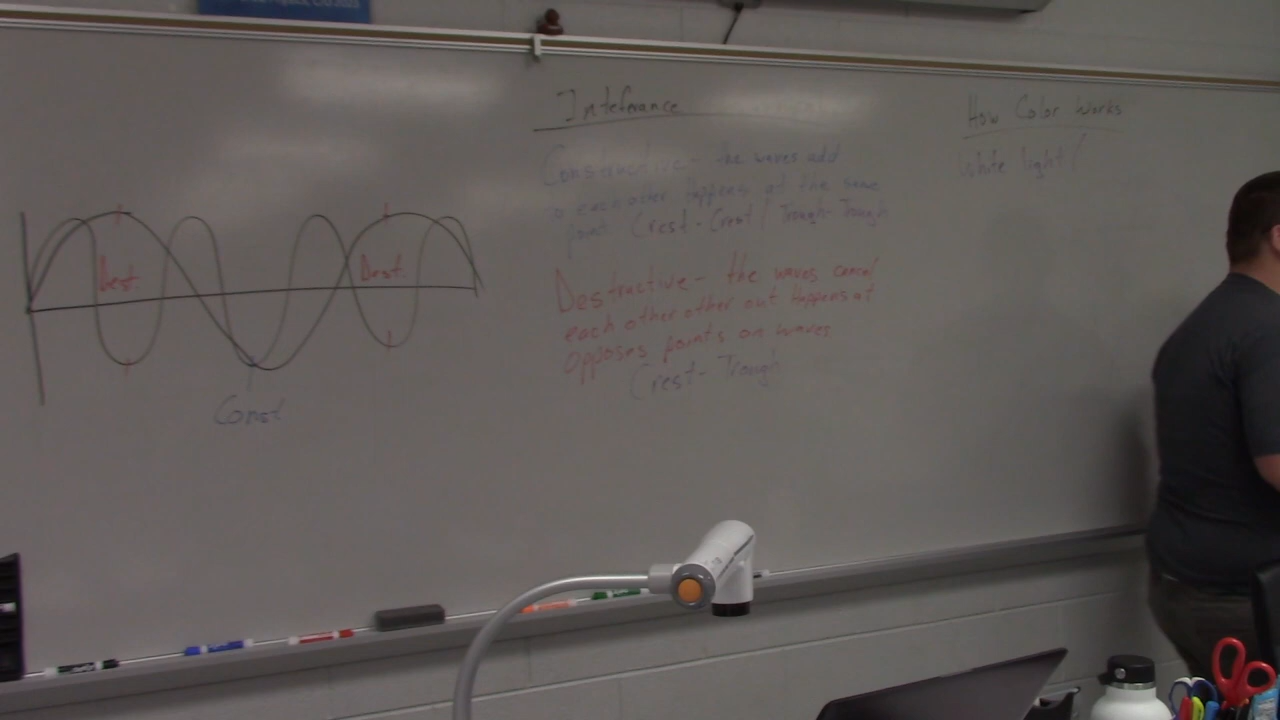 Inteferance
Constructive - the waves add
to each other Happens at the same
point Crest - Crest / Trough - Trough
Destructive - the waves cancel
each other other out Happens at
opposes points on waves
Crest - Trough
How Color Works
White light /
Dest.
Dest.
Const